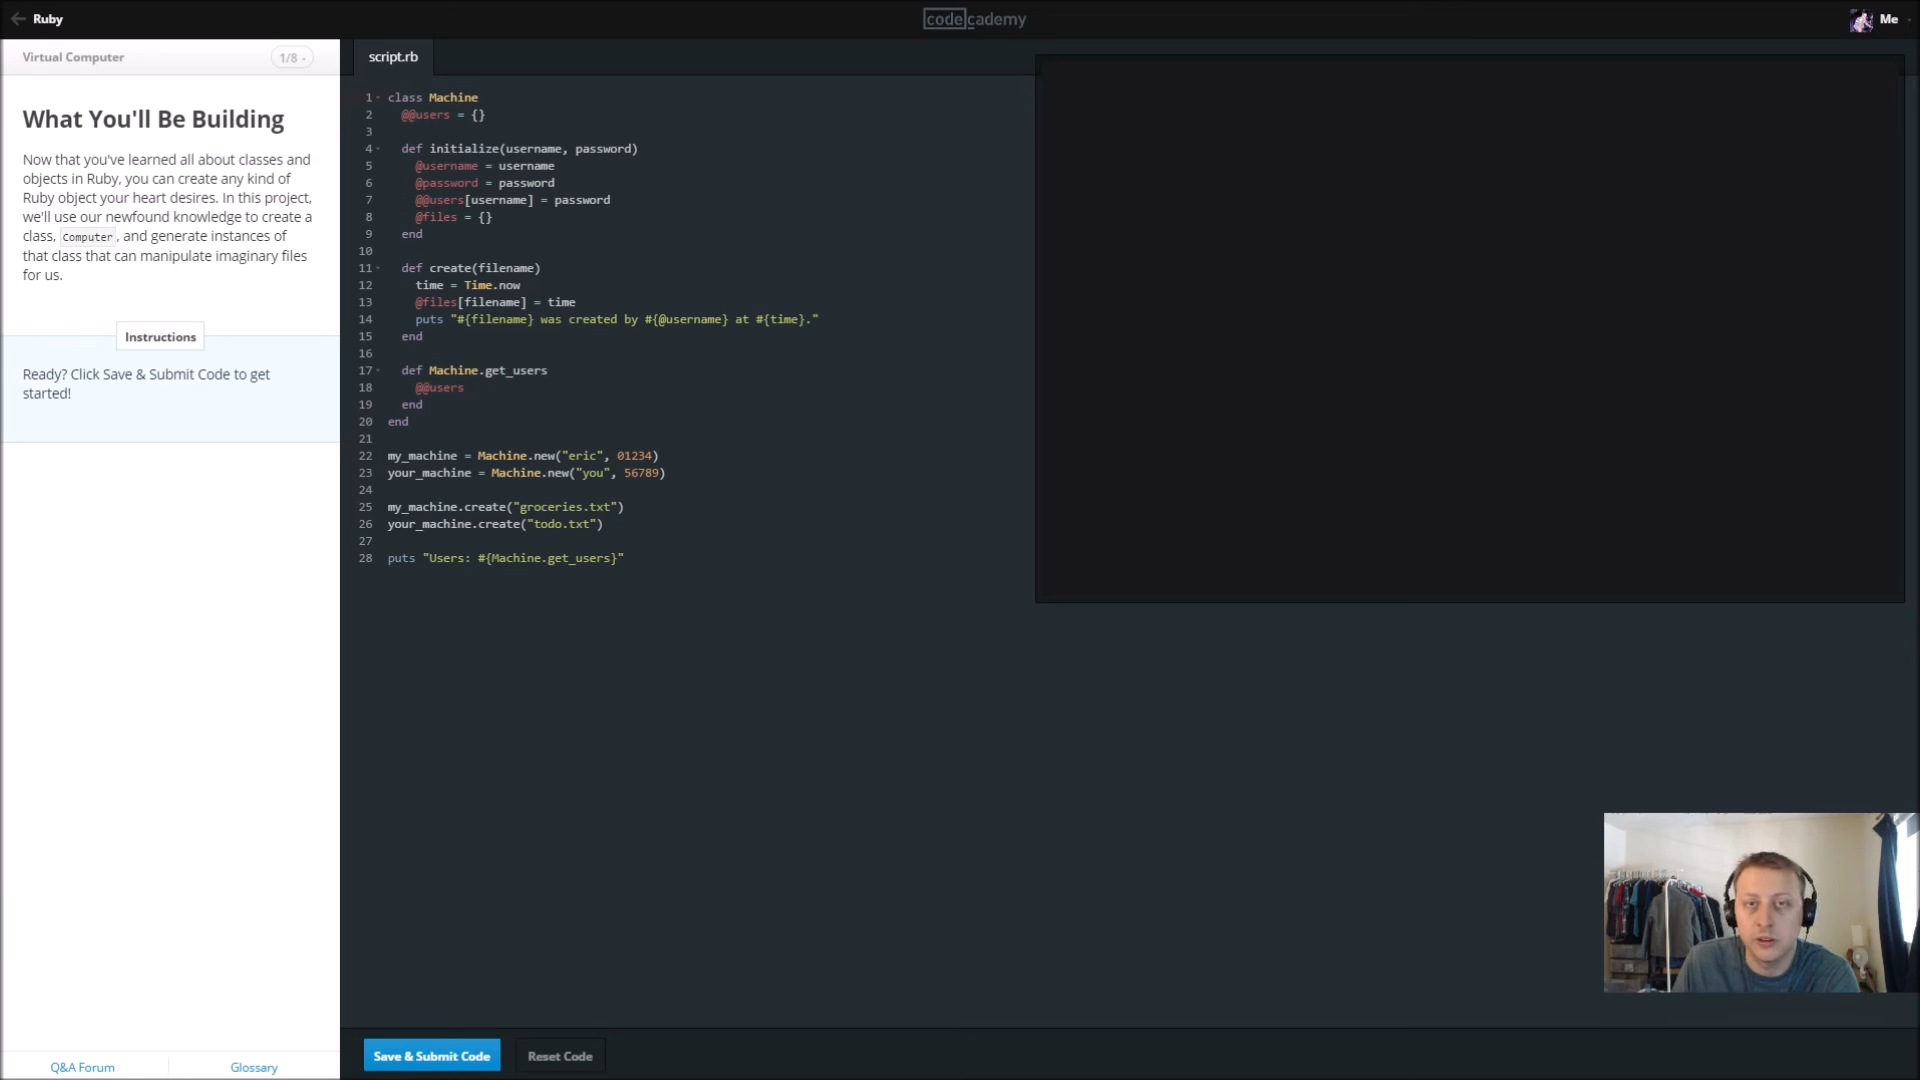 Ruby
codecademy
Me
Virtual Computer
1/8
script.rb
What You'll Be Building
Now that you've learned all about classes and
objects in Ruby, you can create any kind of
Ruby object your heart desires. In this project,
we'll use our newfound knowledge to create a
class, Computer, and generate instances of
that class that can manipulate imaginary files
for us.
Instructions
Ready? Click Save & Submit Code to get
started!
1 class Machine
2 @@users = {}
3
4 def initialize(username, password)
5 @username = username
6 @password = password
7 @@users[username] = password
8 @files = {}
9 end
10
11 def create(filename)
12 time = Time.now
13 @files[filename] = time
14 puts "#{filename} was created by #{@username} at #{time}."
15 end
16
17 def Machine.get_users
18 @@users
19 end
20 end
21
22 my_machine = Machine.new("eric", 01234)
23 your_machine = Machine.new("you", 56789)
24
25 my_machine.create("groceries.txt")
26 your_machine.create("todo.txt")
27
28 puts "Users: #{Machine.get_users}"
Q&A Forum
Glossary
Save & Submit Code
Reset Code